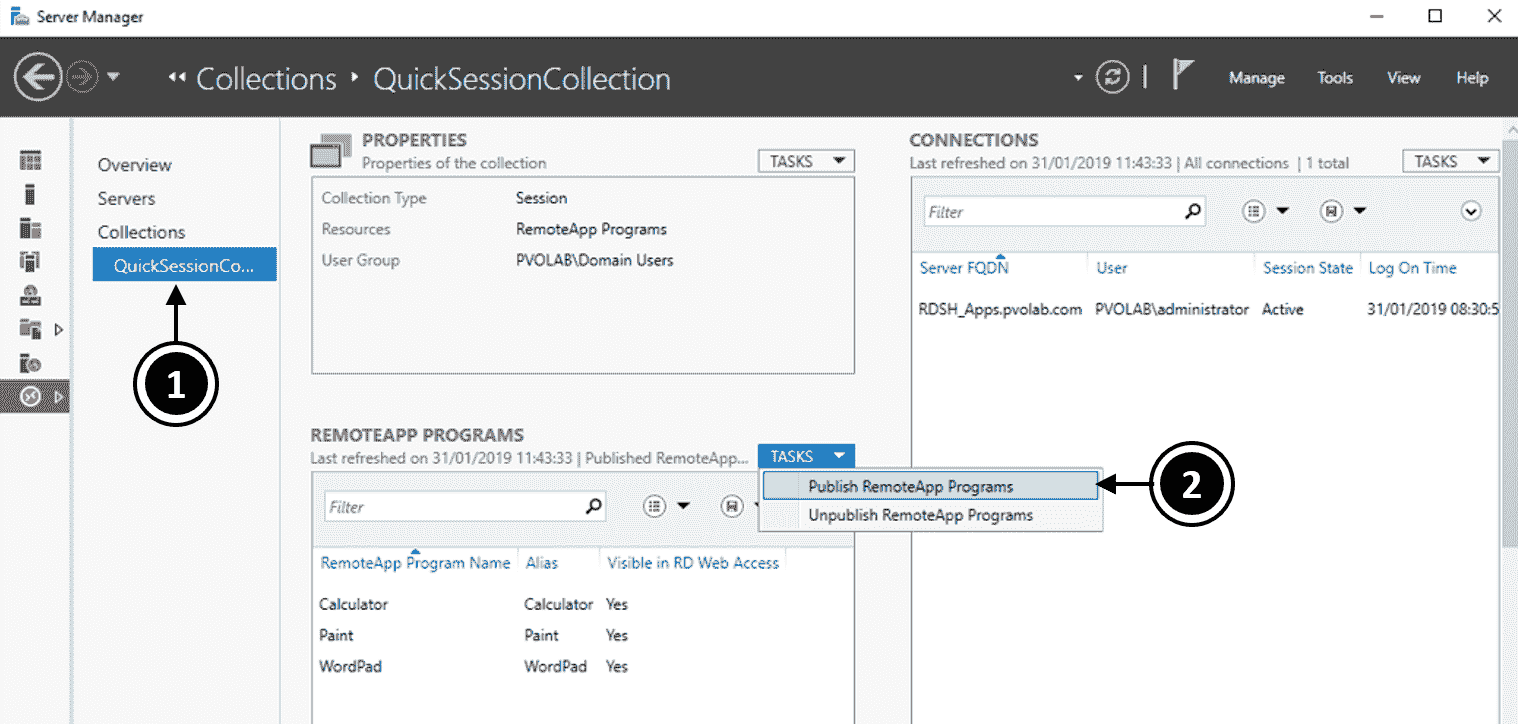 Server Manager
Collections QuickSessionCollection
Manage Tools View Help
Overview
Servers
Collections
QuickSessionCo...
1
PROPERTIES
Properties of the collection
TASKS
Collection Type Session
Resources RemoteApp Programs
User Group PVOLAB\Domain Users
REMOTEAPP PROGRAMS
Last refreshed on 31/01/2019 11:43:33 | Published RemoteApp...
TASKS
Publish RemoteApp Programs
Unpublish RemoteApp Programs
2
Filter
RemoteApp Program Name Alias Visible in RD Web Access
Calculator Calculator Yes
Paint Paint Yes
WordPad WordPad Yes
CONNECTIONS
Last refreshed on 31/01/2019 11:43:33 | All connections | 1 total
TASKS
Filter
Server FQDN User Session State Log On Time
RDSH_Apps.pvolab.com PVOLAB\administrator Active 31/01/2019 08:30:5